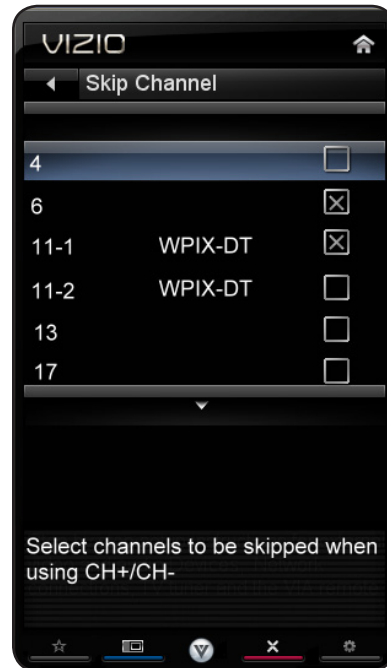 VIZIO
Skip Channel
4
6
11-1 WPIX-DT
11-2 WPIX-DT
13
17
Select channels to be skipped when
using CH+/CH-
V